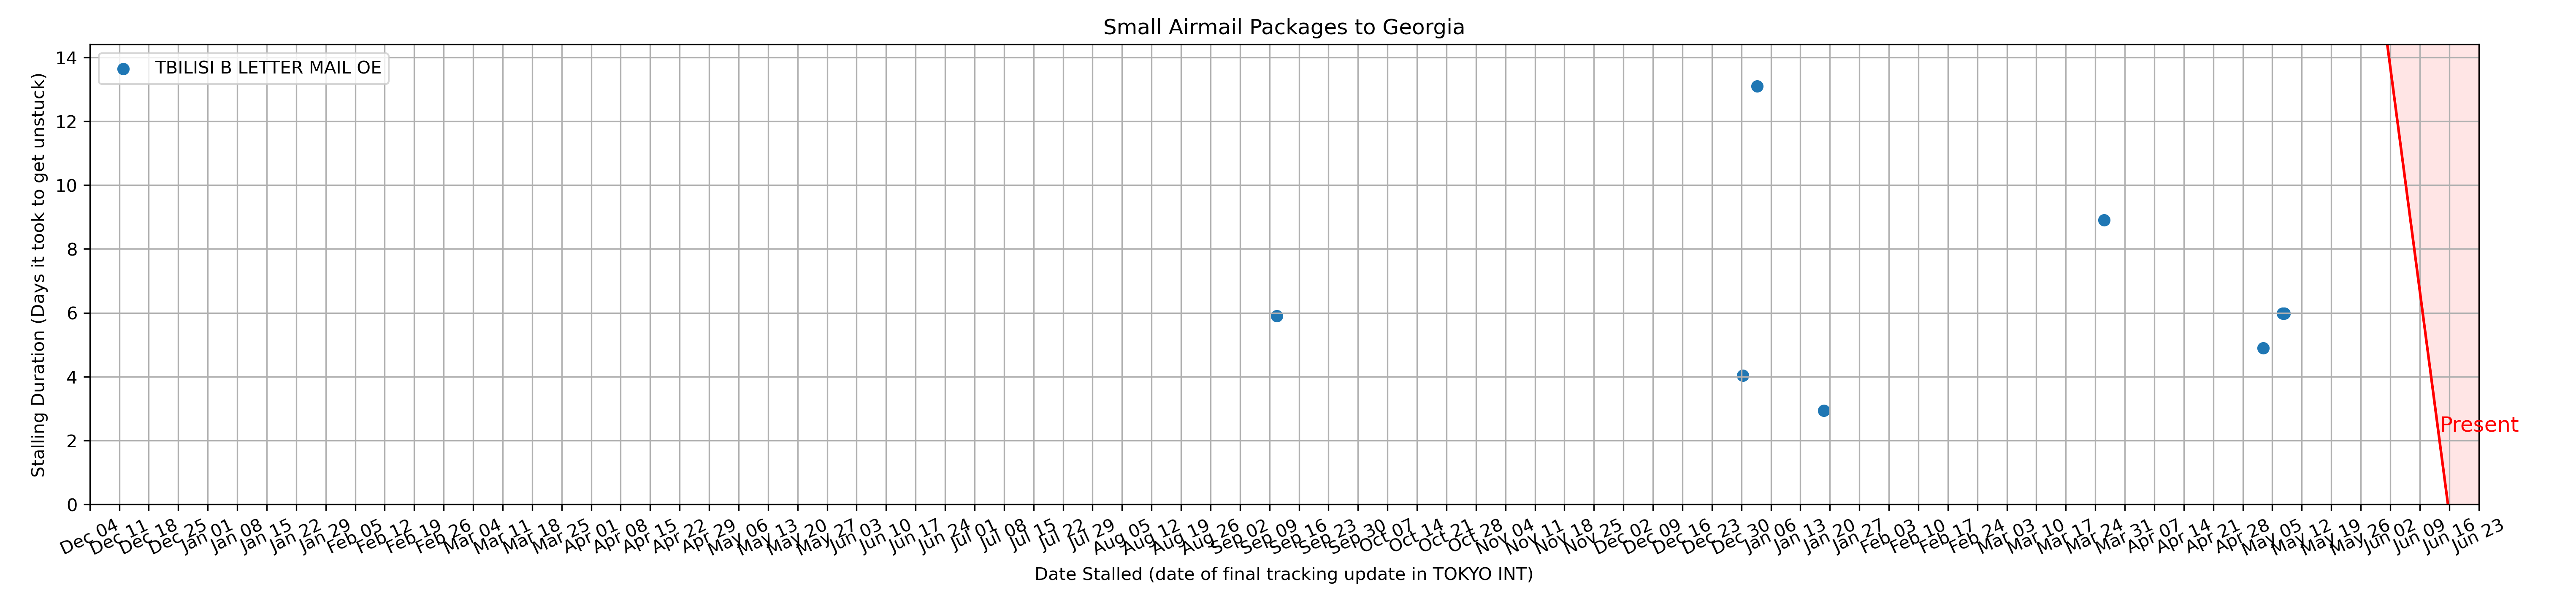 Small Airmail Packages to Georgia
TBILISI B LETTER MAIL OE
Stalling Duration (Days it took to get unstuck)
14
12
10
8
6
4
2
0
Present
Dec 04 Dec 11 Dec 18 Dec 25 Jan 01 Jan 08 Jan 15 Jan 22 Jan 29 Feb 05 Feb 12 Feb 19 Feb 26 Mar 04 Mar 11 Mar 18 Mar 25 Apr 01 Apr 08 Apr 15 Apr 22 Apr 29 May 06 May 13 May 20 May 27 Jun 03 Jun 10 Jun 17 Jun 24 Jul 01 Jul 08 Jul 15 Jul 22 Jul 29 Aug 05 Aug 12 Aug 19 Aug 26 Sep 02 Sep 09 Sep 16 Sep 23 Sep 30 Oct 07 Oct 14 Oct 21 Oct 28 Nov 04 Nov 11 Nov 18 Nov 25 Dec 02 Dec 09 Dec 16 Dec 23 Dec 30 Jan 06 Jan 13 Jan 20 Jan 27 Feb 03 Feb 10 Feb 17 Feb 24 Mar 03 Mar 10 Mar 17 Mar 24 Mar 31 Apr 07 Apr 14 Apr 21 Apr 28 May 05 May 12 May 19 May 26 Jun 02 Jun 09 Jun 16 Jun 23
Date Stalled (date of final tracking update in TOKYO INT)